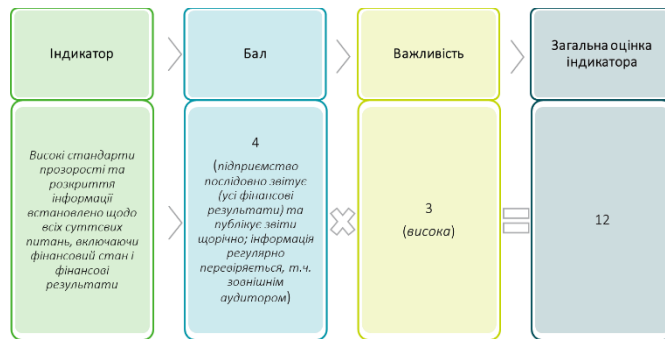 Індикатор
Бал
Важливість
Загальна оцінка
індикатора
Високі стандарти
прозорості та
розкриття
інформації
встановлено щодо
всіх суттєвих
питань, включаючи
фінансовий стан і
фінансові
результати
4
(підприємство
послідовно звітує
(усі фінансові
результати) та
публікує звіти
щорічно; інформація
регулярно
перевіряється, т.ч.
зовнішнім
аудитором)
3
(висока)
12